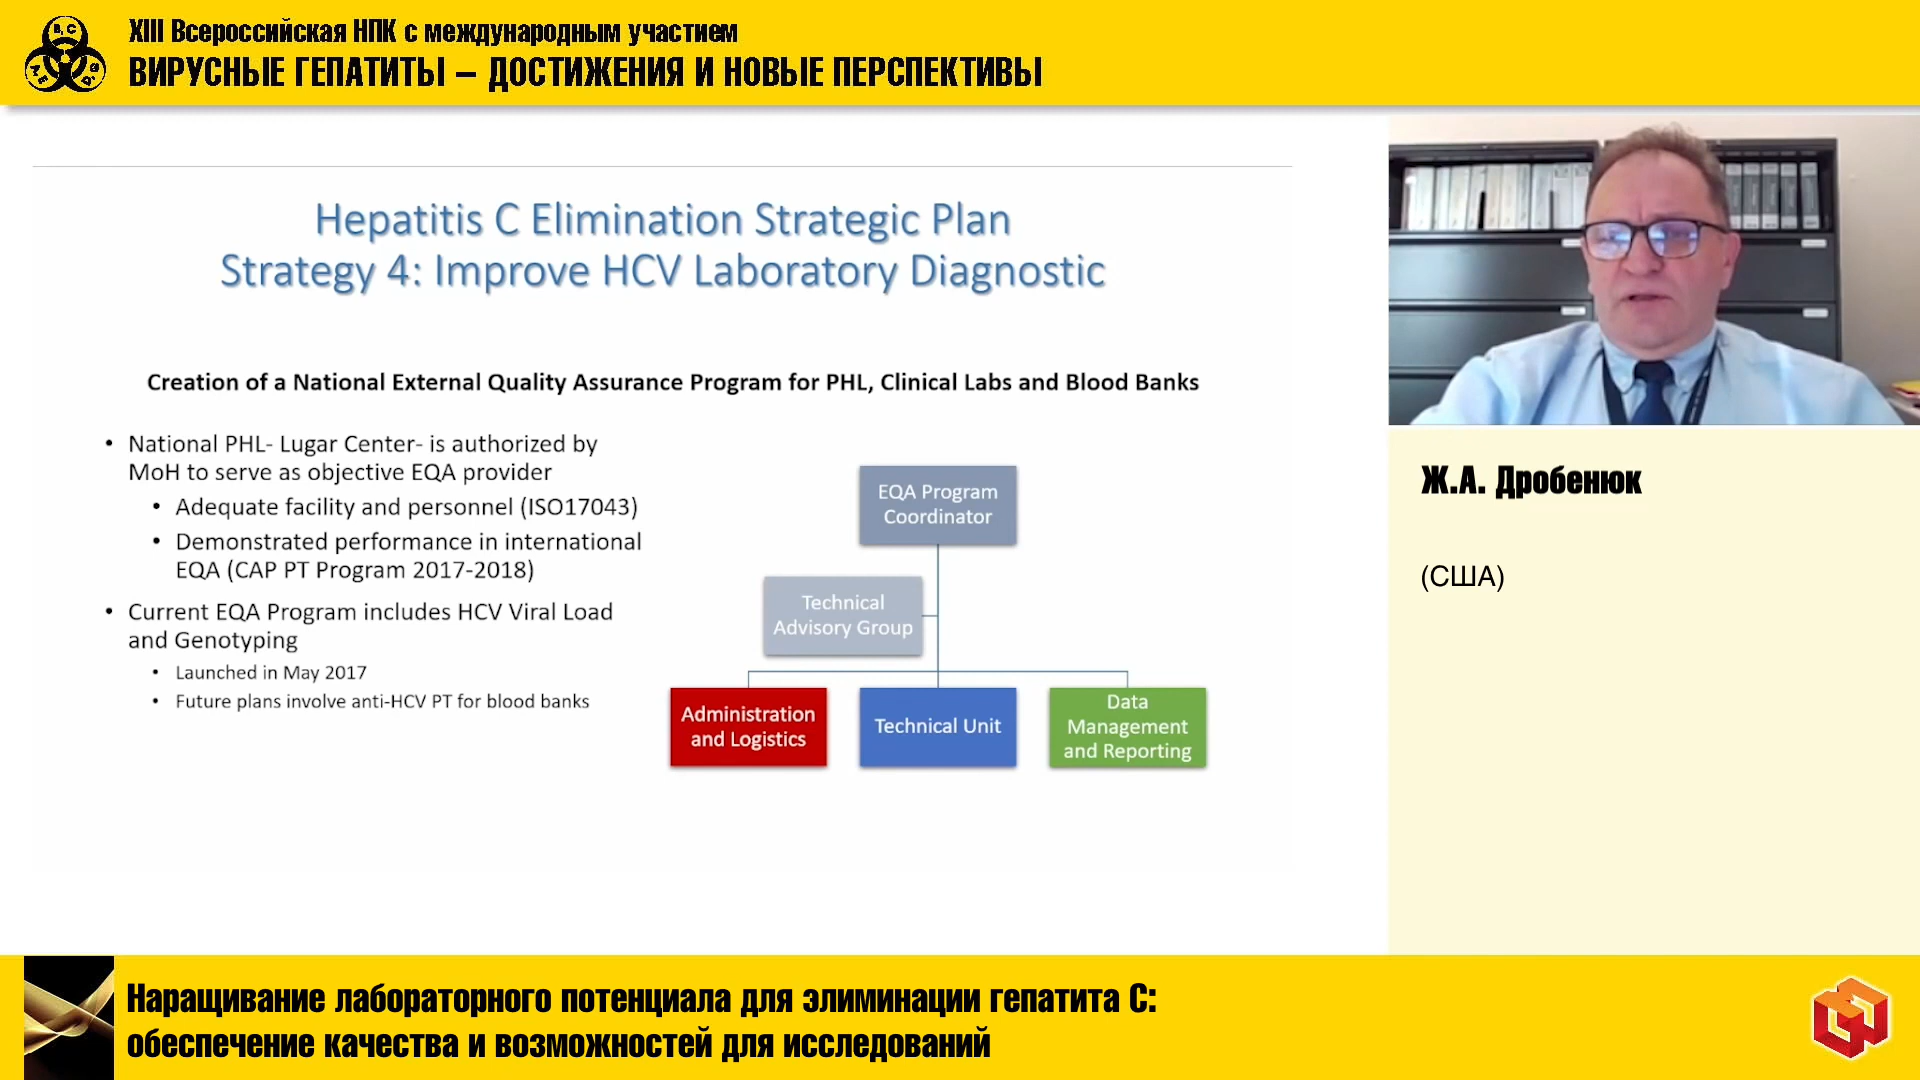 XIII Всероссийская НПК с международным участием
ВИРУСНЫЕ ГЕПАТИТЫ – ДОСТИЖЕНИЯ И НОВЫЕ ПЕРСПЕКТИВЫ
Hepatitis C Elimination Strategic Plan
Strategy 4: Improve HCV Laboratory Diagnostic
Creation of a National External Quality Assurance Program for PHL, Clinical Labs and Blood Banks
• National PHL- Lugar Center- is authorized by
MoH to serve as objective EQA provider
• Adequate facility and personnel (ISO17043)
• Demonstrated performance in international
EQA (CAP PT Program 2017-2018)
• Current EQA Program includes HCV Viral Load
and Genotyping
• Launched in May 2017
• Future plans involve anti-HCV PT for blood banks
EQA Program
Coordinator
Technical
Advisory Group
Administration
and Logistics
Technical Unit
Data
Management
and Reporting
Ж.А. Дробенюк
(США)
Наращивание лабораторного потенциала для элиминации гепатита С:
обеспечение качества и возможностей для исследований